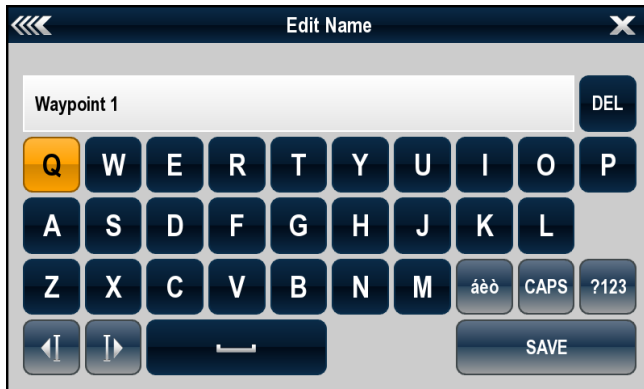 Edit Name
Waypoint 1 DEL
Q W E R T Y U I O P
A S D F G H J K L
Z X C V B N M áèò CAPS ?123
SAVE